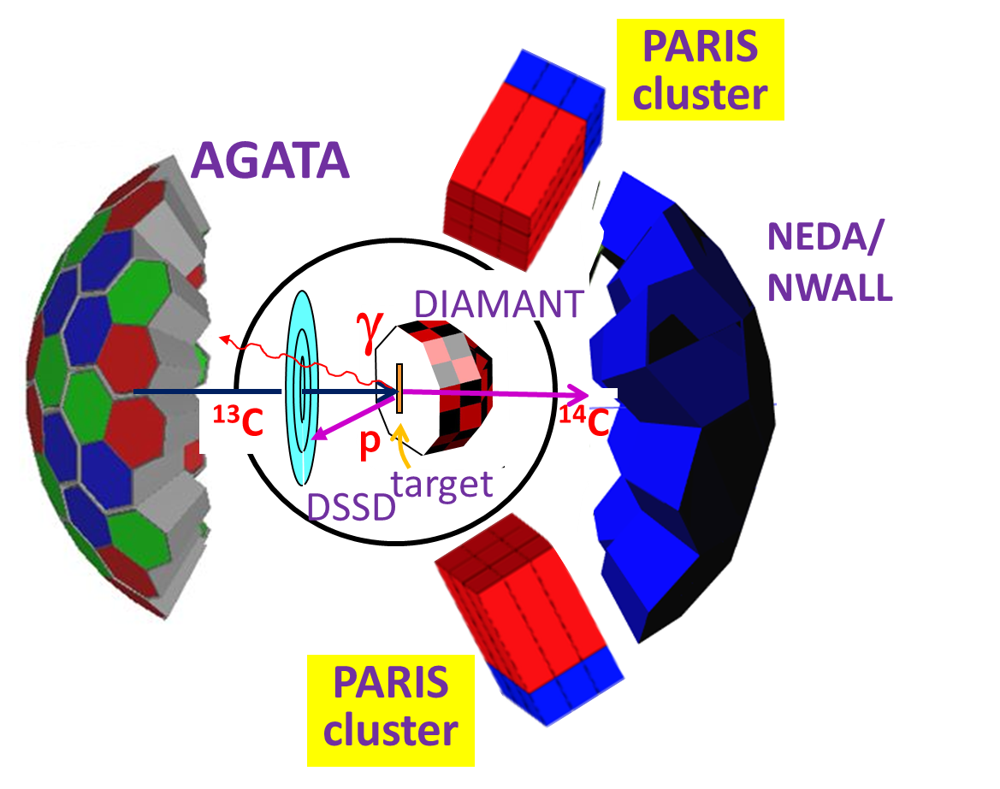 PARIS
cluster
AGATA
NEDA/
NWALL
DIAMANT
γ
¹³C
¹⁴C
p
target
DSSD
PARIS
cluster